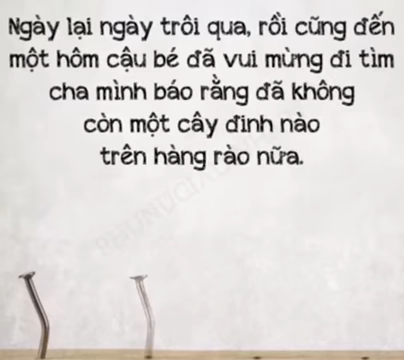 Ngày lại ngày trôi qua, rồi cũng đến
một hôm cậu bé đã vui mừng đi tìm
cha mình báo rằng đã không
còn một cây đinh nào
trên hàng rào nữa.